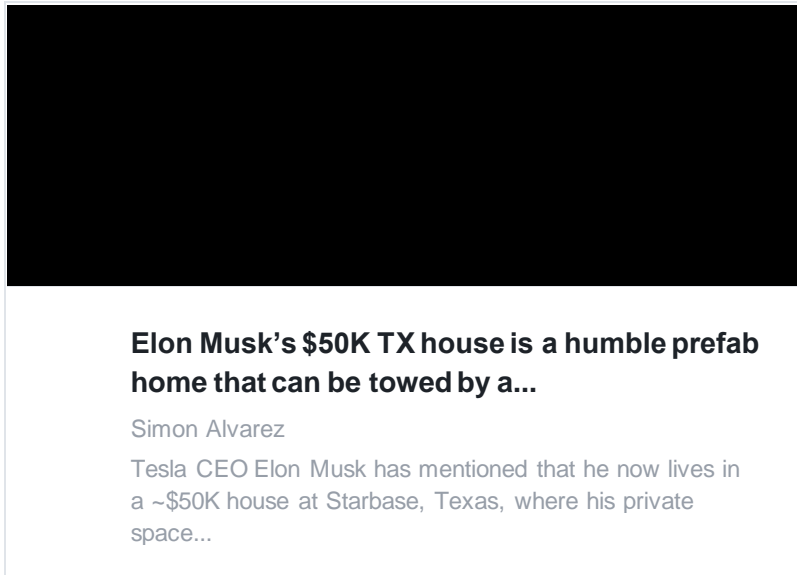 Elon Musk’s $50K TX house is a humble prefab
home that can be towed by a...
Simon Alvarez
Tesla CEO Elon Musk has mentioned that he now lives in
a ~$50K house at Starbase, Texas, where his private
space...